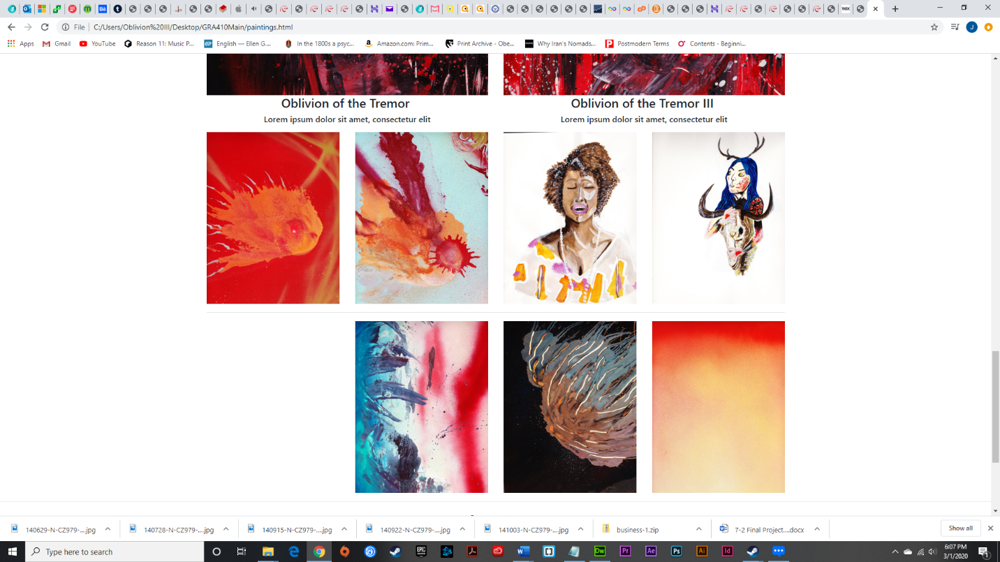 File C:/Users/Oblivion%20III/Desktop/GRA410Main/paintings.html
Apps Gmail YouTube Reason 11: Music P... English — Ellen G.... In the 1800s a psyc... Amazon.com: Prim... Print Archive - Obe... Why Iran's Nomads... Postmodern Terms Contents - Beginni...
Oblivion of the Tremor
Oblivion of the Tremor III
Lorem ipsum dolor sit amet, consectetur elit
Lorem ipsum dolor sit amet, consectetur elit
140629-N-CZ979-....jpg 140728-N-CZ979-....jpg 140915-N-CZ979-....jpg 140922-N-CZ979-....jpg 141003-N-CZ979-....jpg business-1.zip 7-2 Final Project....docx Show all
Type here to search
6:07 PM
3/1/2020